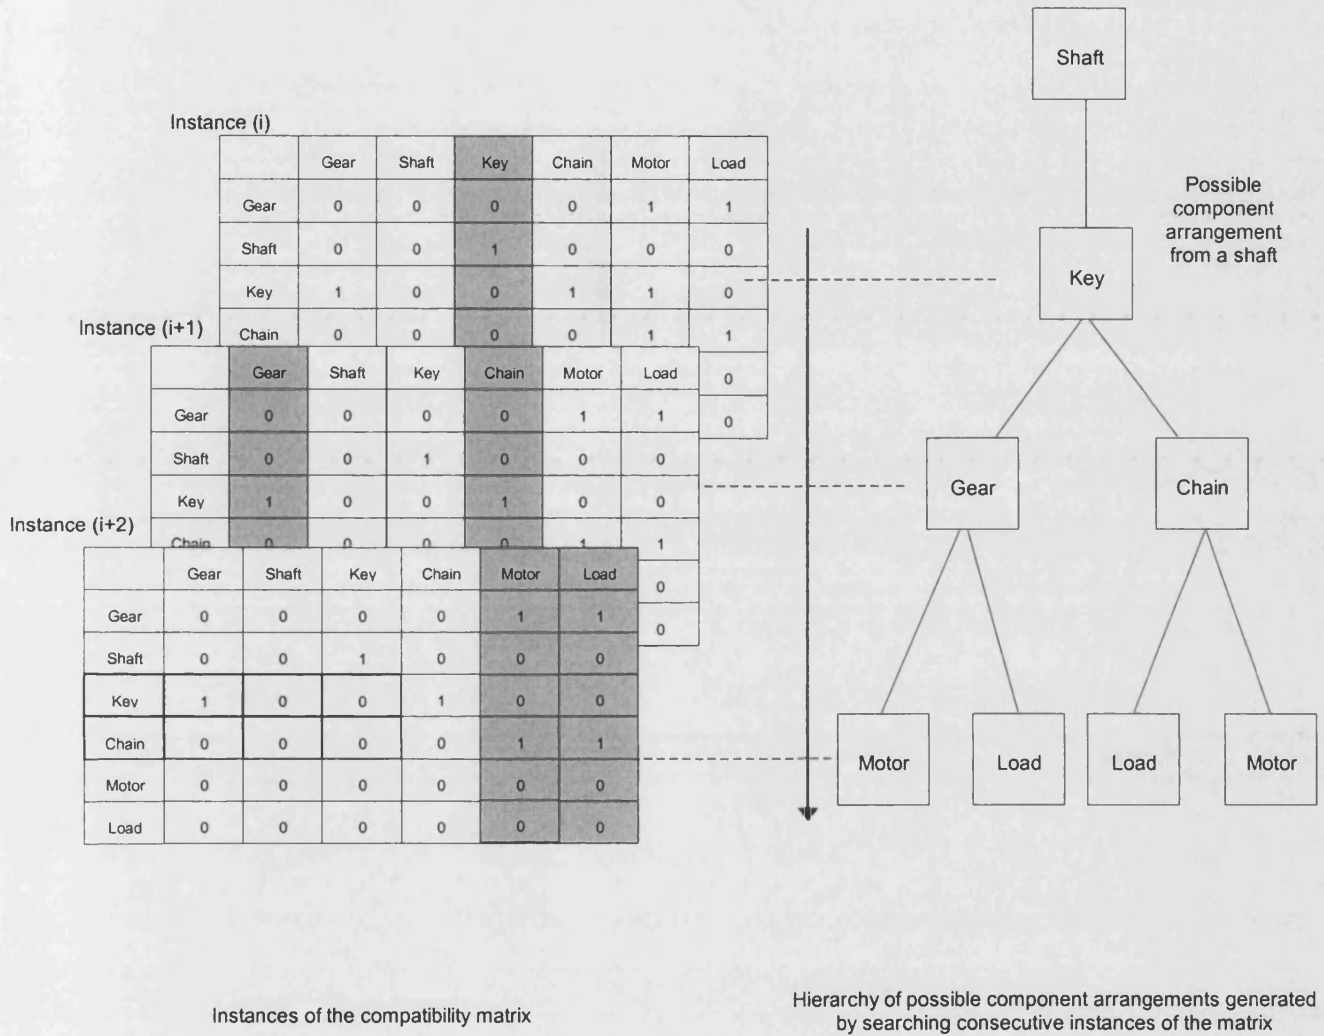 Shaft
Instance (i)
Gear Shaft Key Chain Motor Load
Gear 0 0 0 0 1 1
Shaft 0 0 1 0 0 0
Key 1 0 0 1 1 0
Chain 0 0 0 0 1 1
0
0
Possible
component
arrangement
from a shaft
Key
Instance (i+1)
Gear Shaft Key Chain Motor Load
Gear 0 0 0 0 1 1
Shaft 0 0 1 0 0 0
Key 1 0 0 1 0 0
Chain 0 0 0 0 1 1
0
0
Gear Chain
Instance (i+2)
Gear Shaft Key Chain Motor Load
Gear 0 0 0 0 1 1
Shaft 0 0 1 0 0 0
Key 1 0 0 1 0 0
Chain 0 0 0 0 1 1
Motor 0 0 0 0 0 0
Load 0 0 0 0 0 0
Motor Load Load Motor
Instances of the compatibility matrix
Hierarchy of possible component arrangements generated
by searching consecutive instances of the matrix